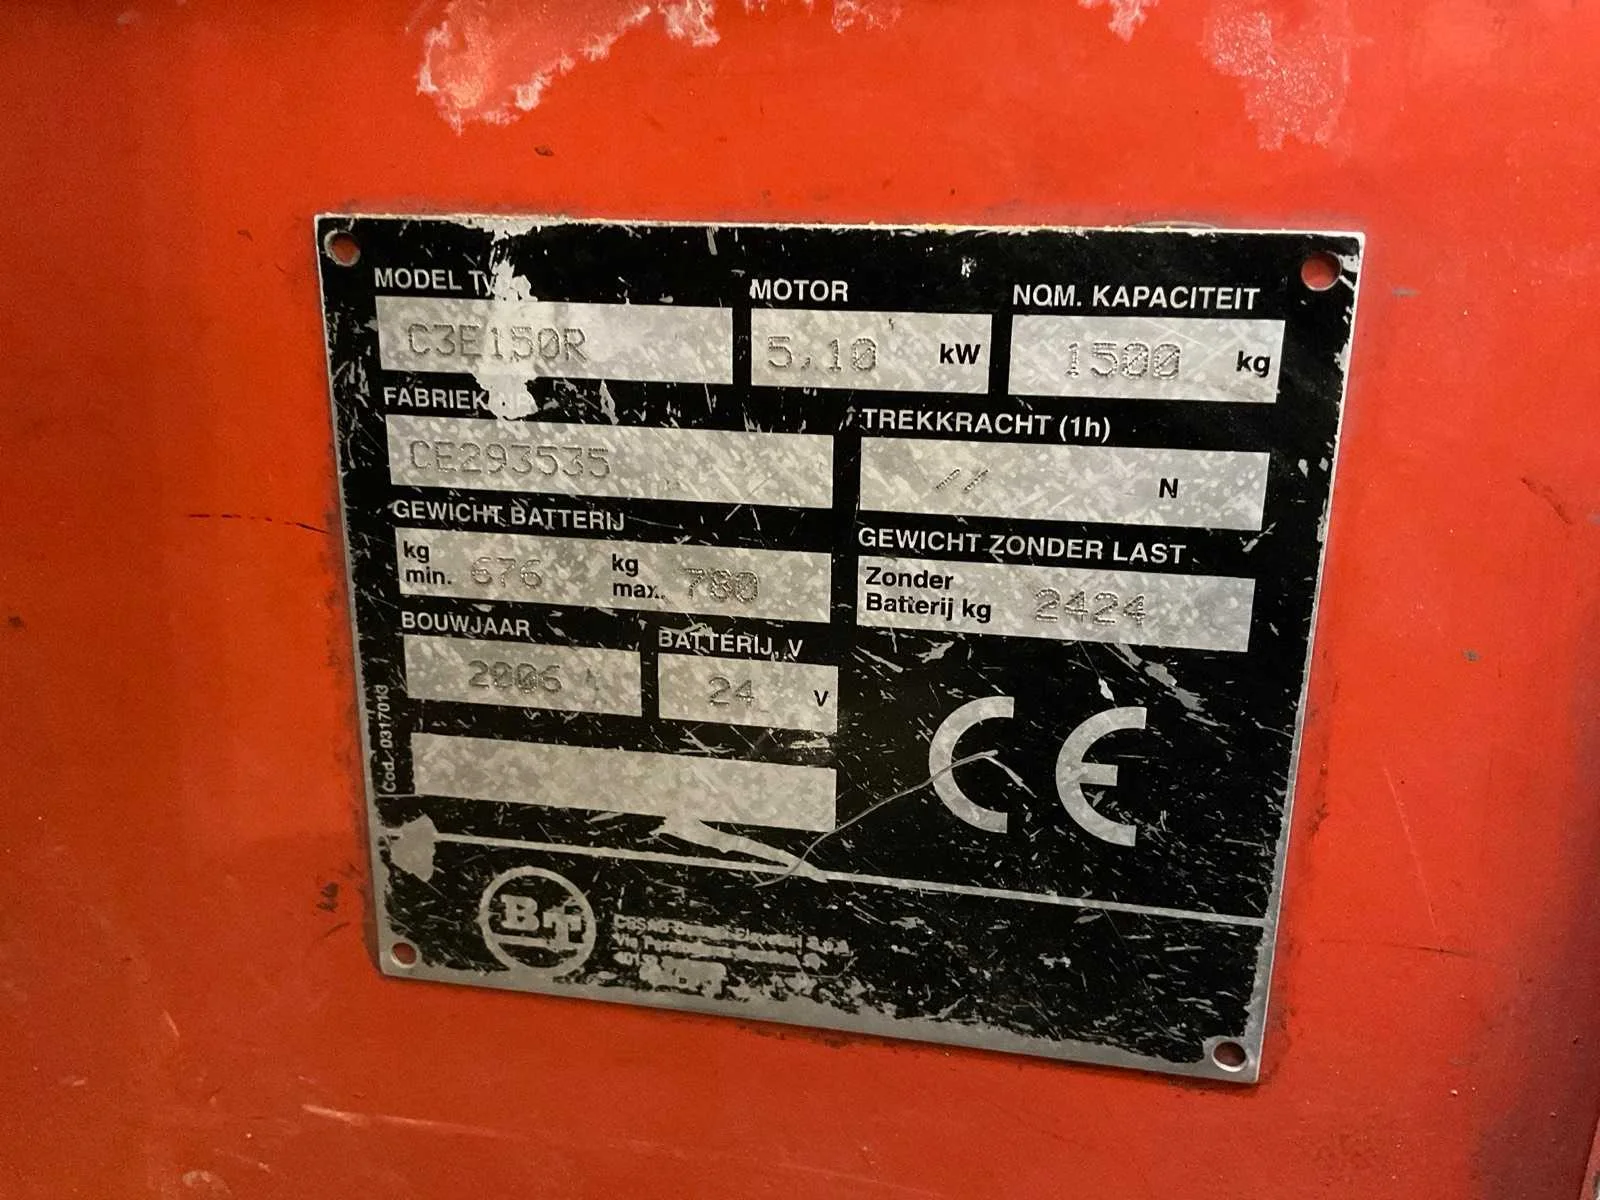 MODEL Ty
MOTOR
NOM. KAPACITEIT
C3E150R
5,10 kW
1500 kg
FABRIEK
TREKKRACHT (1h)
CE293535
-- N
GEWICHT BATTERIJ
GEWICHT ZONDER LAST
kg min. 676 kg max. 780
Zonder
Batterij kg 2424
BOUWJAAR
BATTERIJ, V
2006
24 V
Cod. 0317013
CE
BT